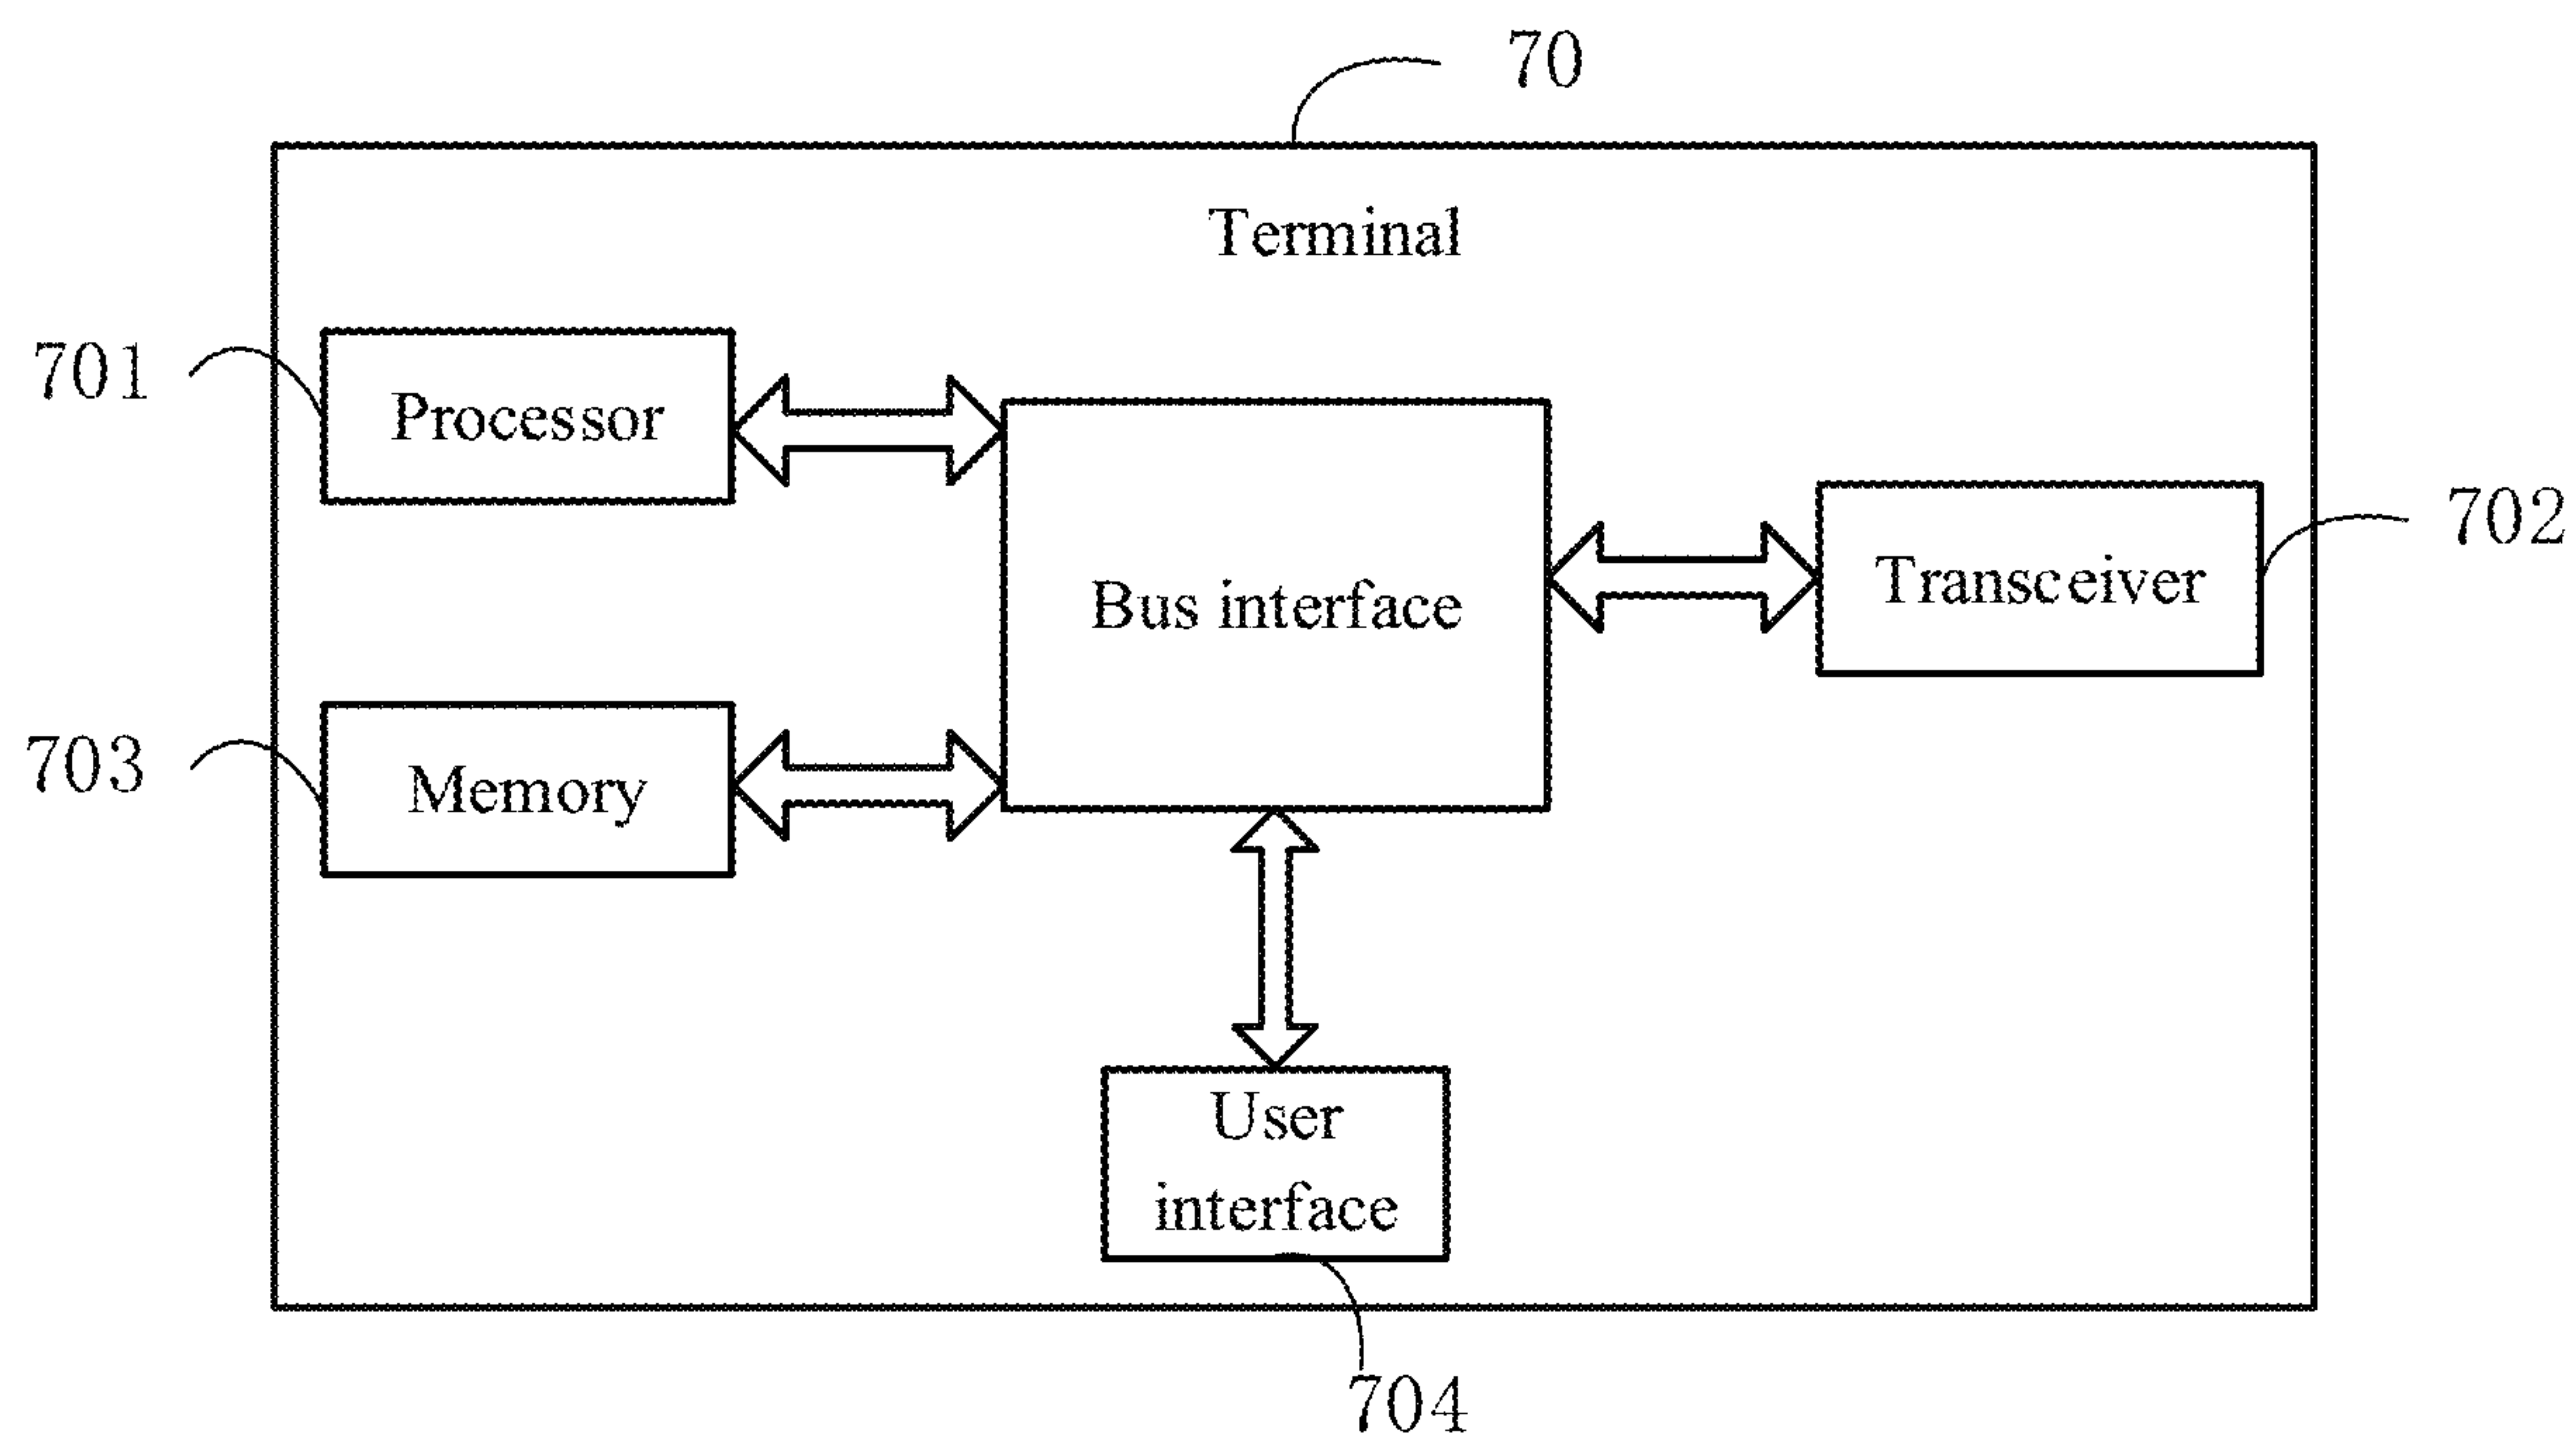 70
Terminal
701
Processor
702
Transceiver
Bus interface
703
Memory
User
interface
704